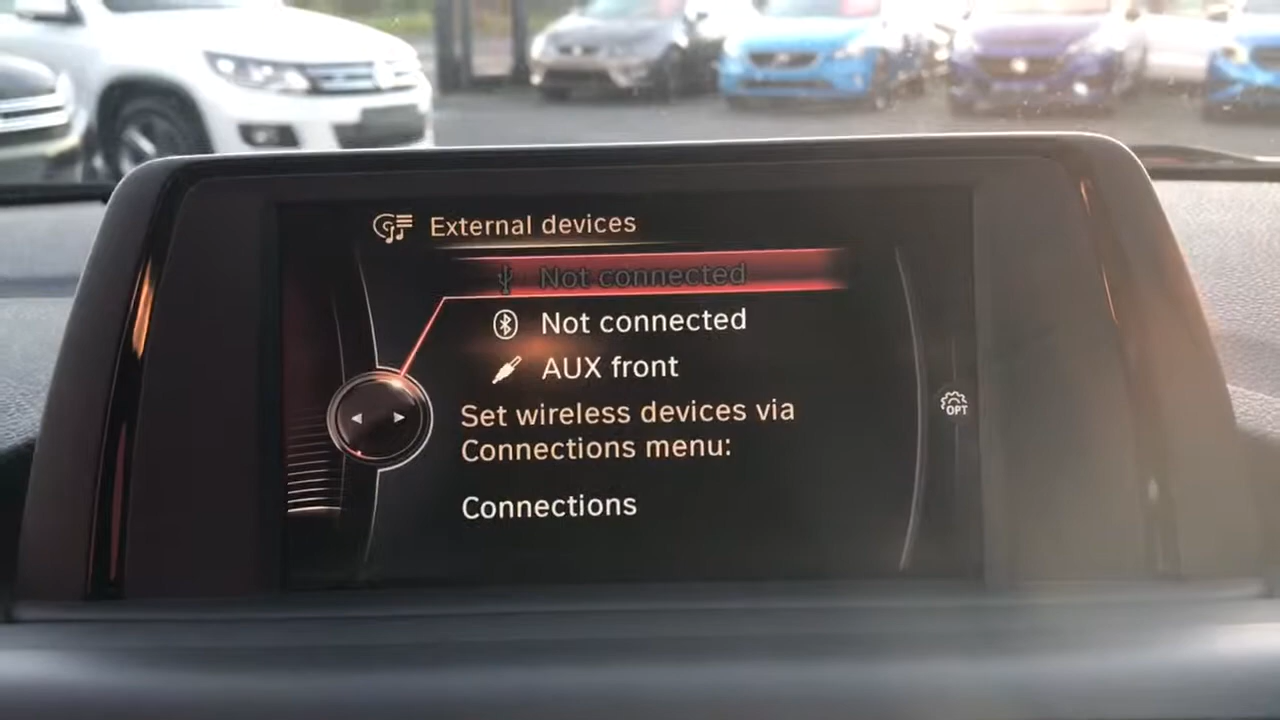 External devices
Not connected
Not connected
AUX front
Set wireless devices via
Connections menu:
Connections
OPT